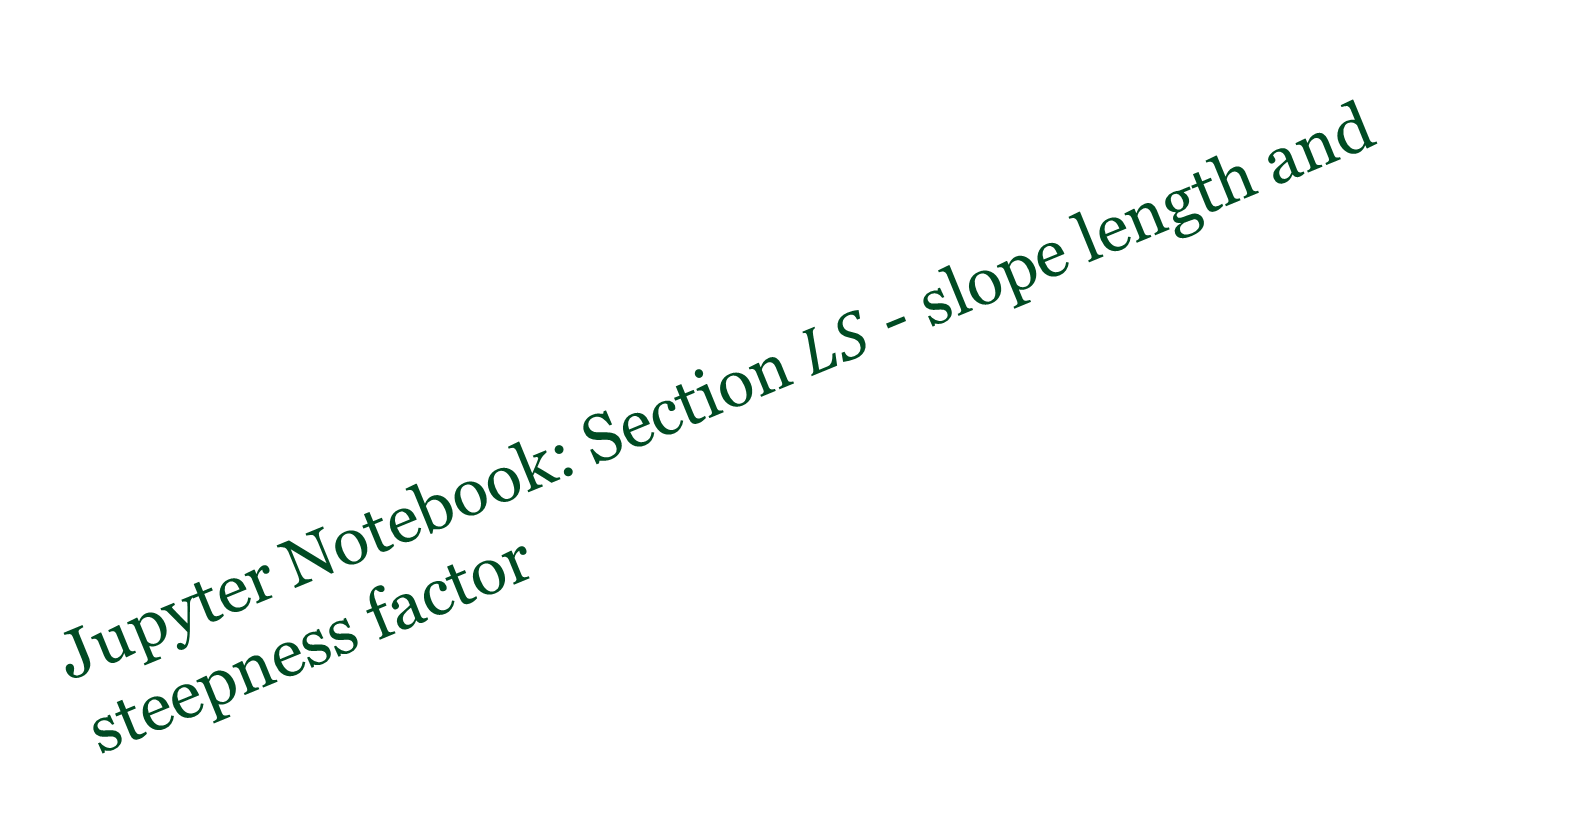 Jupyter Notebook: Section LS - slope length and
steepness factor